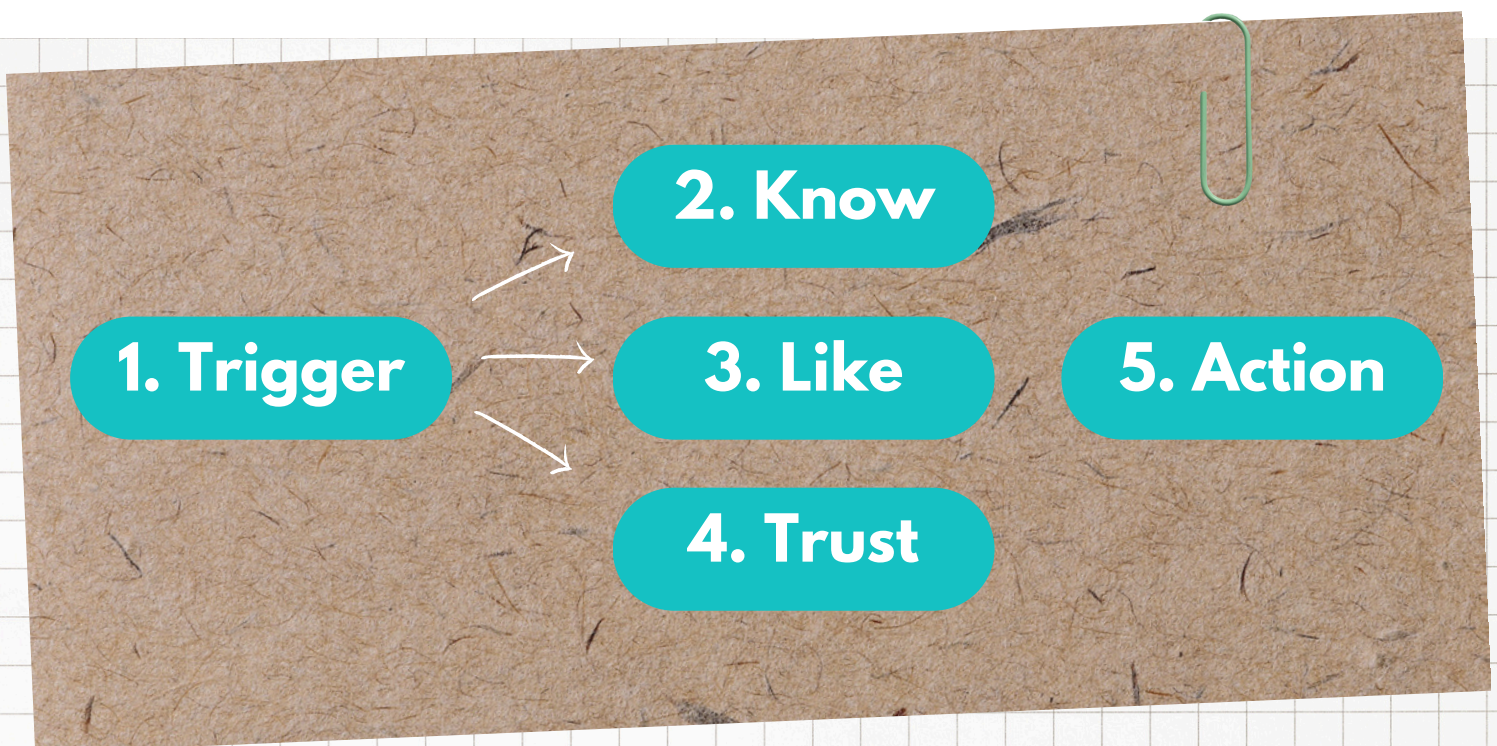 1. Trigger
2. Know
3. Like
4. Trust
5. Action